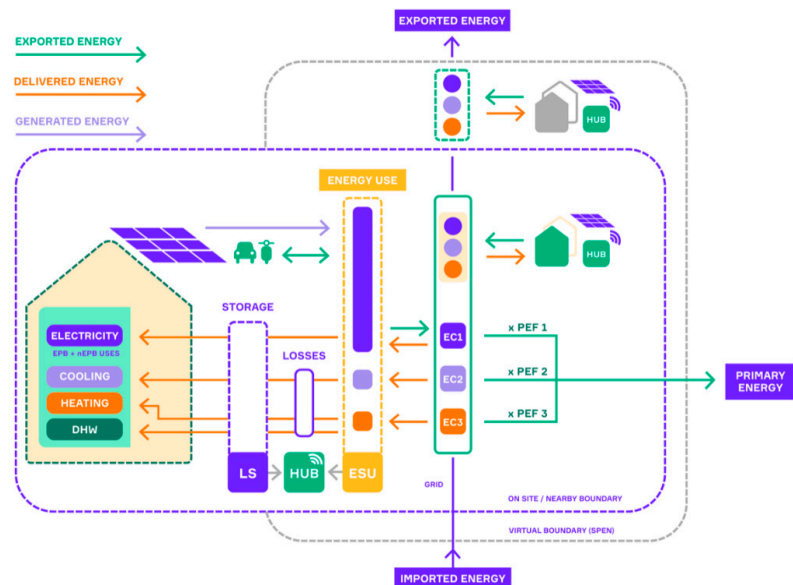 EXPORTED ENERGY
EXPORTED ENERGY
DELIVERED ENERGY
GENERATED ENERGY
HUB
ENERGY USE
HUB
STORAGE
ELECTRICITY
EPB + nEPB USES
LOSSES
EC1
x PEF 1
COOLING
EC2
x PEF 2
PRIMARY
ENERGY
HEATING
EC3
x PEF 3
DHW
LS
HUB
ESU
GRID
ON SITE / NEARBY BOUNDARY
VIRTUAL BOUNDARY (SPEN)
IMPORTED ENERGY